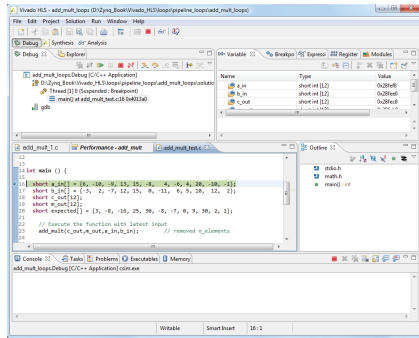 Vivado HLS - add_mult_loops (D:\Zynq_Book\Vivado_HLS\loops\pipeline_loops\add_mult_loops)
File Edit Project Solution Run Window Help
Debug Synthesis Analysis
Debug Explorer
add_mult_loops.Debug [C/C++ Application]
Thread [1] 0 (Suspended : Breakpoint)
main() at add_mult_test.c:16 0x4013a0
gdb
Variable Breakpo Expressi Register Modules
Name Type Value
a_in short int [12] 0x28fef8
b_in short int [12] 0x28fee0
c_out short int [12] 0x28fec8
add_mult_1.c Performance - add_mult add_mult_test.c
12
13
14 int main () {
15
16 short a_in[] = {6, -10, -9, 13, 15, -8, 4, -6, 4, 20, -10, -1};
17 short b_in[] = {-3, 2, -7, 12, 15, 0, -11, 6, 5, 10, 12, 2};
18 short c_out[12];
19 short m_out[12];
20 short expected[] = {3, -8, -16, 25, 30, -8, -7, 0, 9, 30, 2, 1};
21
22 // Execute the function with latest input
23 add_mult(c_out,m_out,a_in,b_in); // removed n_elements
24
Outline
stdio.h
math.h
main() : int
Console Tasks Problems Executables Memory
add_mult_loops.Debug [C/C++ Application] csim.exe
Writable Smart Insert 16 : 1